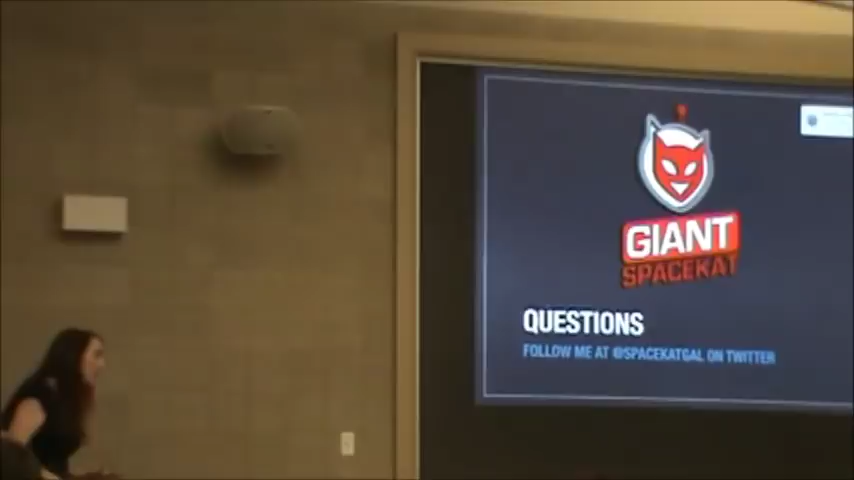 GIANT
SPACEKAT
QUESTIONS
FOLLOW ME AT @SPACEKATGAL ON TWITTER